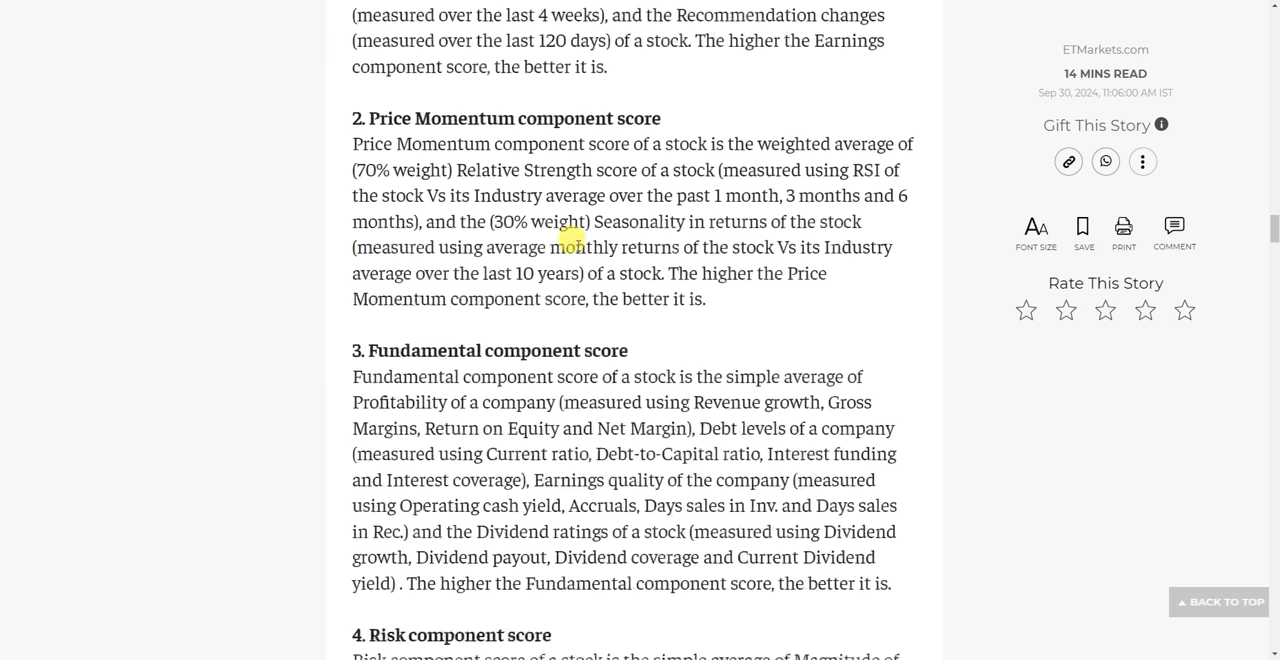 (measured over the last 4 weeks), and the Recommendation changes
(measured over the last 120 days) of a stock. The higher the Earnings
component score, the better it is.
2. Price Momentum component score
Price Momentum component score of a stock is the weighted average of
(70% weight) Relative Strength score of a stock (measured using RSI of
the stock Vs its Industry average over the past 1 month, 3 months and 6
months), and the (30% weight) Seasonality in returns of the stock
(measured using average monthly returns of the stock Vs its Industry
average over the last 10 years) of a stock. The higher the Price
Momentum component score, the better it is.
3. Fundamental component score
Fundamental component score of a stock is the simple average of
Profitability of a company (measured using Revenue growth, Gross
Margins, Return on Equity and Net Margin), Debt levels of a company
(measured using Current ratio, Debt-to-Capital ratio, Interest funding
and Interest coverage), Earnings quality of the company (measured
using Operating cash yield, Accruals, Days sales in Inv. and Days sales
in Rec.) and the Dividend ratings of a stock (measured using Dividend
growth, Dividend payout, Dividend coverage and Current Dividend
yield) . The higher the Fundamental component score, the better it is.
4. Risk component score
Risk component score of a stock is the simple average of Magnitude of
ETMarkets.com
14 MINS READ
Sep 30, 2024, 11:06:00 AM IST
Gift This Story
FONT SIZE
SAVE
PRINT
COMMENT
Rate This Story
BACK TO TOP